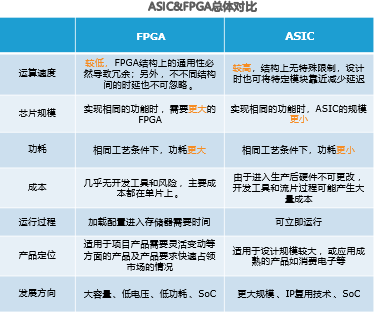 ASIC&FPGA总体对比
FPGA
ASIC
运算速度
较低，FPGA结构上的通用性必
然导致冗余；另外，不不同结构
间的时延也不可忽略。
较高，结构上无特殊限制，设计
时也可将特定模块靠近减少延迟
芯片规模
实现相同的功能时，需要更大的
FPGA
实现相同的功能时，ASIC的规模
更小
功耗
相同工艺条件下，功耗更大
相同工艺条件下，功耗更小
成本
几乎无开发工具和风险，主要成
本都在单片上。
由于进入生产后硬件不可更改，
开发工具和流片过程可能产生大
量成本
运行过程
加载配置进入存储器需要时间
可立即运行
产品定位
适用于项目产品需要灵活变动等
方面的产品及产品要求快速占领
市场的情况
适用于设计规模较大，或应用成
熟的产品如消费电子等
发展方向
大容量、低电压、低功耗、SoC
更大规模、IP复用技术、SoC